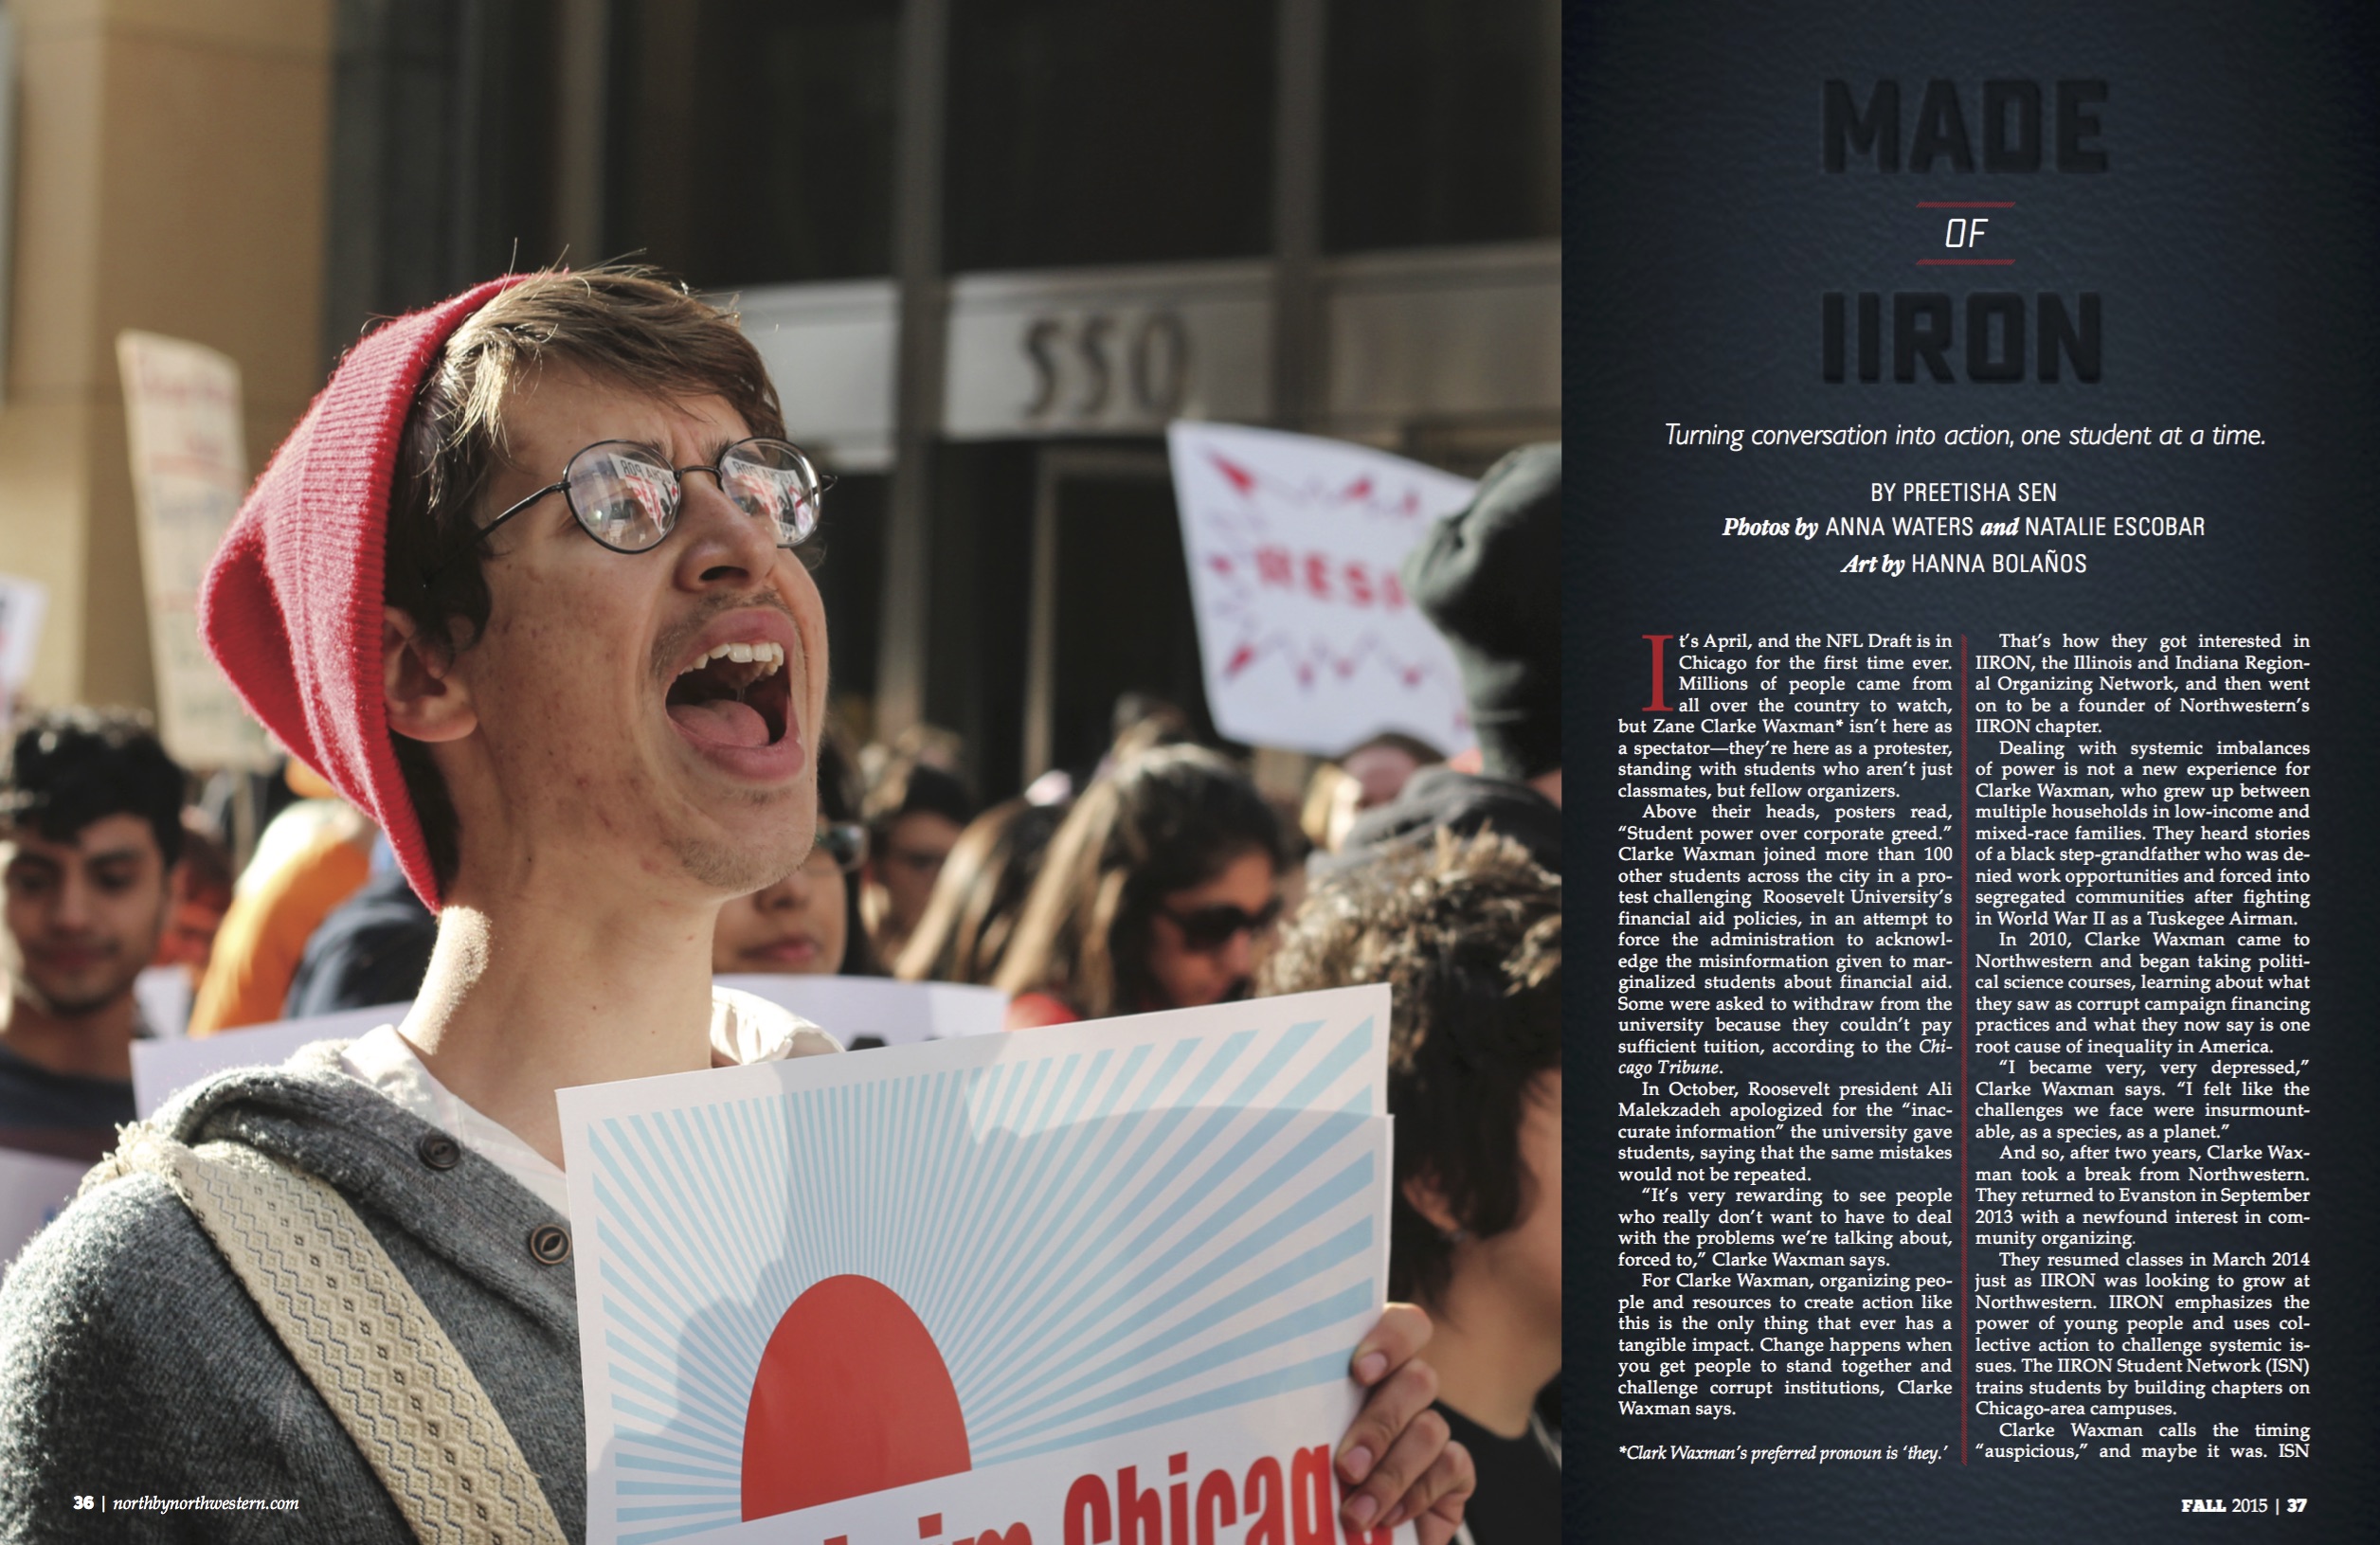 SSO
RESI
Chicago
36 | northbynorthwestern.com
MADE
OF
IIRON
Turning conversation into action, one student at a time.
BY PREETISHA SEN
Photos by ANNA WATERS and NATALIE ESCOBAR
Art by HANNA BOLAÑOS
It's April, and the NFL Draft is in
Chicago for the first time ever.
Millions of people came from
all over the country to watch,
but Zane Clarke Waxman* isn't here as
a spectator—they're here as a protester,
standing with students who aren't just
classmates, but fellow organizers.
Above their heads, posters read,
“Student power over corporate greed.”
Clarke Waxman joined more than 100
other students across the city in a pro-
test challenging Roosevelt University's
financial aid policies, in an attempt to
force the administration to acknowl-
edge the misinformation given to mar-
ginalized students about financial aid.
Some were asked to withdraw from the
university because they couldn't pay
sufficient tuition, according to the Chi-
cago Tribune.
In October, Roosevelt president Ali
Malekzadeh apologized for the “inac-
curate information” the university gave
students, saying that the same mistakes
would not be repeated.
“It's very rewarding to see people
who really don't want to have to deal
with the problems we're talking about,
forced to,” Clarke Waxman says.
For Clarke Waxman, organizing peo-
ple and resources to create action like
this is the only thing that ever has a
tangible impact. Change happens when
you get people to stand together and
challenge corrupt institutions, Clarke
Waxman says.
*Clark Waxman's preferred pronoun is ‘they.’
That's how they got interested in
IIRON, the Illinois and Indiana Region-
al Organizing Network, and then went
on to be a founder of Northwestern's
IIRON chapter.
Dealing with systemic imbalances
of power is not a new experience for
Clarke Waxman, who grew up between
multiple households in low-income and
mixed-race families. They heard stories
of a black step-grandfather who was de-
nied work opportunities and forced into
segregated communities after fighting
in World War II as a Tuskegee Airman.
In 2010, Clarke Waxman came to
Northwestern and began taking politi-
cal science courses, learning about what
they saw as corrupt campaign financing
practices and what they now say is one
root cause of inequality in America.
“I became very, very depressed,”
Clarke Waxman says. “I felt like the
challenges we face were insurmount-
able, as a species, as a planet.”
And so, after two years, Clarke Wax-
man took a break from Northwestern.
They returned to Evanston in September
2013 with a newfound interest in com-
munity organizing.
They resumed classes in March 2014
just as IIRON was looking to grow at
Northwestern. IIRON emphasizes the
power of young people and uses col-
lective action to challenge systemic is-
sues. The IIRON Student Network (ISN)
trains students by building chapters on
Chicago-area campuses.
Clarke Waxman calls the timing
“auspicious,” and maybe it was. ISN
FALL 2015 | 37